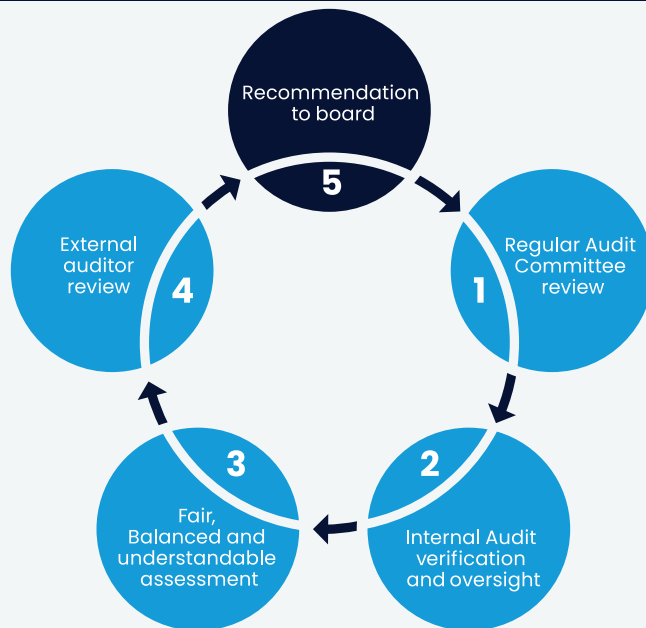 Recommendation
to board
5
Regular Audit
Committee
review
1
2
Internal Audit
verification
and oversight
3
Fair,
Balanced and
understandable
assessment
External
auditor
review
4